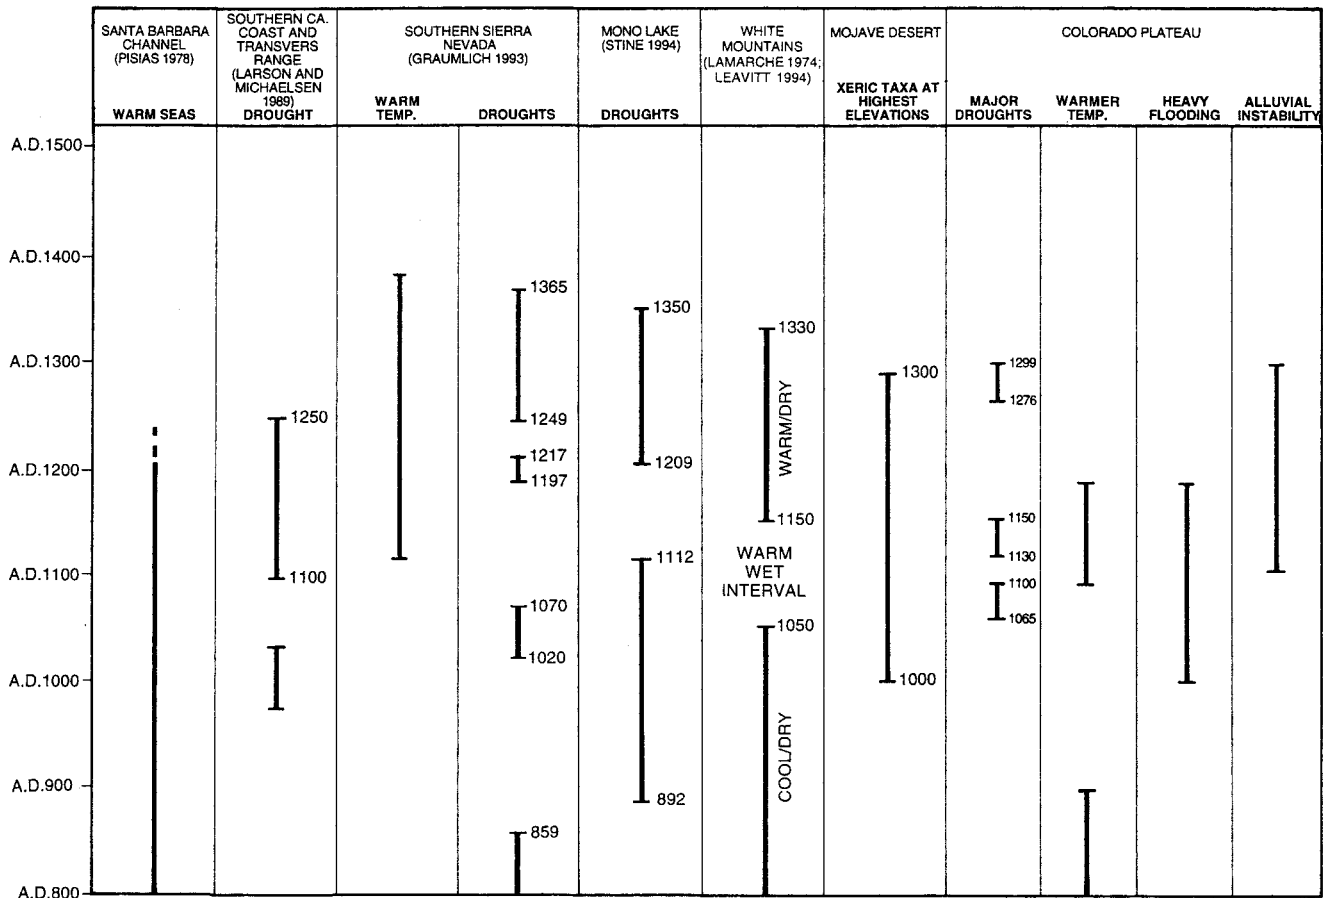 SANTA BARBARA
CHANNEL
(PISIAS 1978)
WARM SEAS
SOUTHERN CA.
COAST AND
TRANSVERS
RANGE
(LARSON AND
MICHAELSEN
1989)
DROUGHT
SOUTHERN SIERRA
NEVADA
(GRAUMLICH 1993)
WARM
TEMP.
DROUGHTS
MONO LAKE
(STINE 1994)
DROUGHTS
WHITE
MOUNTAINS
(LAMARCHE 1974;
LEAVITT 1994)
MOJAVE DESERT
XERIC TAXA AT
HIGHEST
ELEVATIONS
COLORADO PLATEAU
MAJOR
DROUGHTS
WARMER
TEMP.
HEAVY
FLOODING
ALLUVIAL
INSTABILITY
A.D.1500
A.D.1400
A.D.1300
A.D.1200
A.D.1100
A.D.1000
A.D.900
A.D.800
1250
1100
1365
1249
1217
1197
1070
1020
859
1350
1209
1112
892
1330
WARM/DRY
1150
WARM
WET
INTERVAL
1050
COOL/DRY
1300
1000
1299
1276
1150
1130
1100
1065